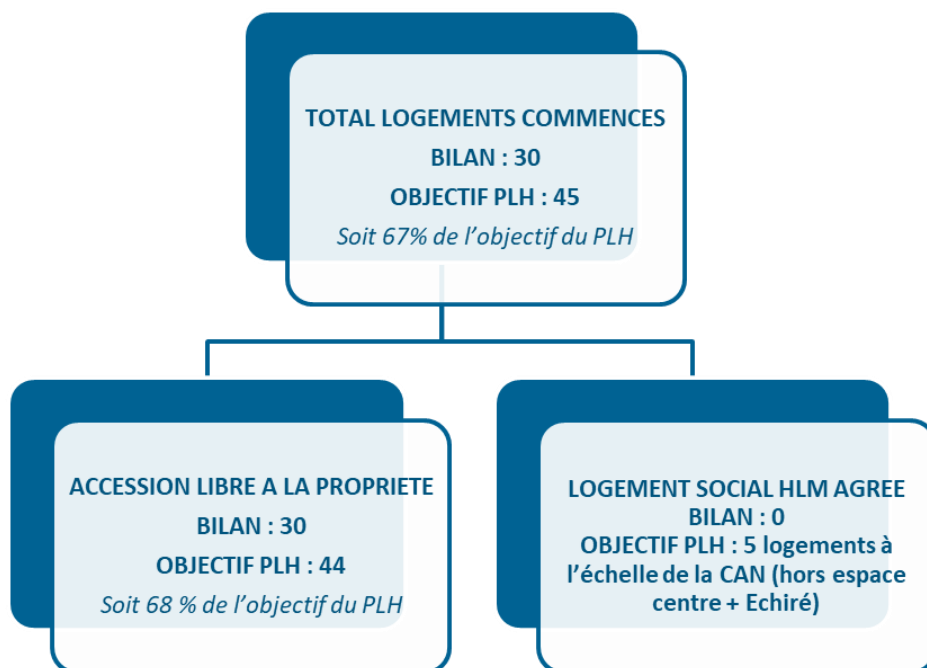 TOTAL LOGEMENTS COMMENCES
BILAN : 30
OBJECTIF PLH : 45
Soit 67% de l’objectif du PLH
ACCESSION LIBRE A LA PROPRIETE
BILAN : 30
OBJECTIF PLH : 44
Soit 68 % de l’objectif du PLH
LOGEMENT SOCIAL HLM AGREE
BILAN : 0
OBJECTIF PLH : 5 logements à
l’échelle de la CAN (hors espace
centre + Echiré)